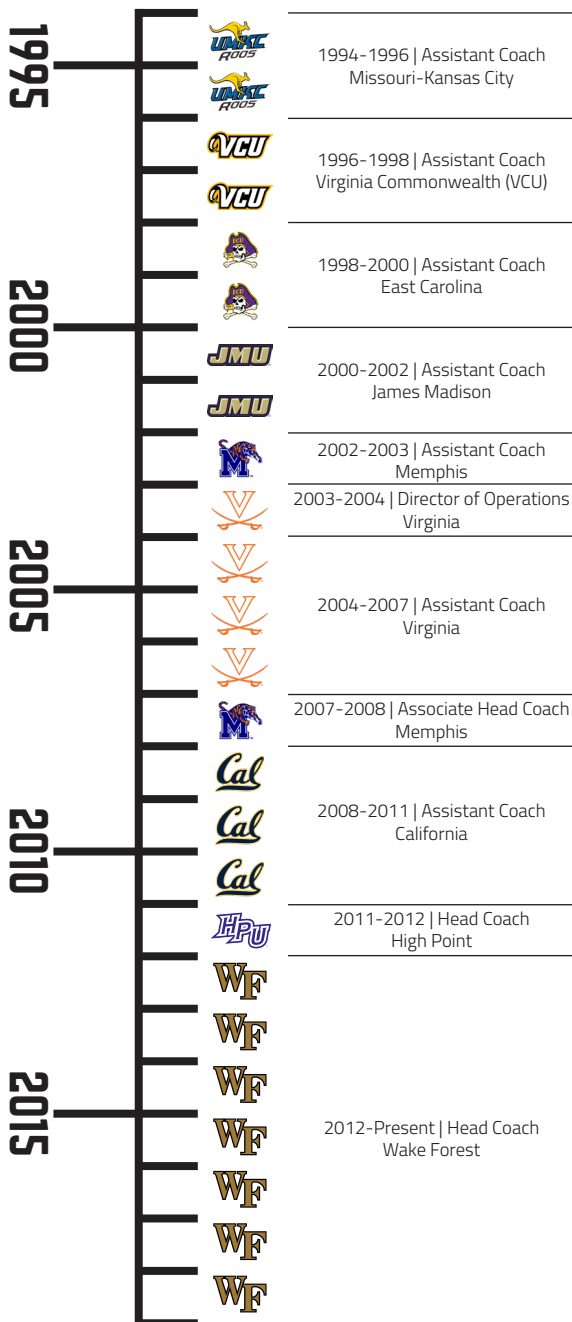 1995
UMKC
ROOS
UMKC
ROOS
1994-1996 | Assistant Coach
Missouri-Kansas City
VCU
VCU
1996-1998 | Assistant Coach
Virginia Commonwealth (VCU)
ECU
ECU
1998-2000 | Assistant Coach
East Carolina
2000
JMU
JMU
2000-2002 | Assistant Coach
James Madison
M
2002-2003 | Assistant Coach
Memphis
V
2003-2004 | Director of Operations
Virginia
2005
V
V
V
2004-2007 | Assistant Coach
Virginia
M
2007-2008 | Associate Head Coach
Memphis
2010
Cal
Cal
Cal
2008-2011 | Assistant Coach
California
HPU
2011-2012 | Head Coach
High Point
2015
WF
WF
WF
WF
WF
WF
WF
2012-Present | Head Coach
Wake Forest